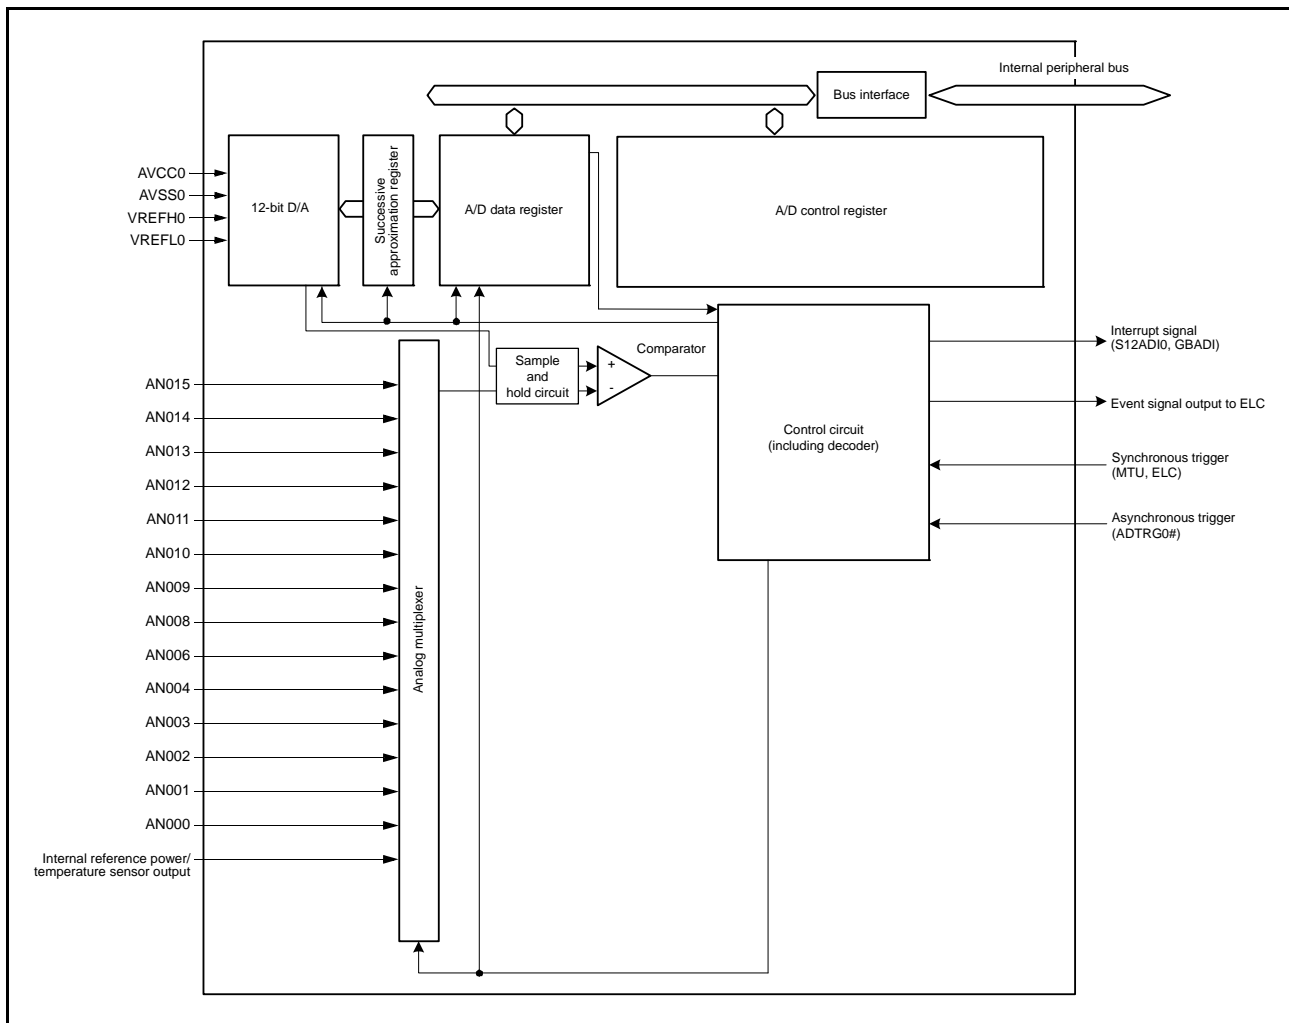 Internal peripheral bus
Bus interface
AVCC0
AVSS0
VREFH0
VREFL0
12-bit D/A
Successive
approximation register
A/D data register
A/D control register
Interrupt signal
(S12ADI0, GBADI)
Comparator
Sample
and
hold circuit
+
-
Event signal output to ELC
Control circuit
(including decoder)
Synchronous trigger
(MTU, ELC)
Asynchronous trigger
(ADTRG0#)
AN015
AN014
AN013
AN012
AN011
AN010
AN009
AN008
AN006
AN004
AN003
AN002
AN001
AN000
Internal reference power/
temperature sensor output
Analog multiplexer